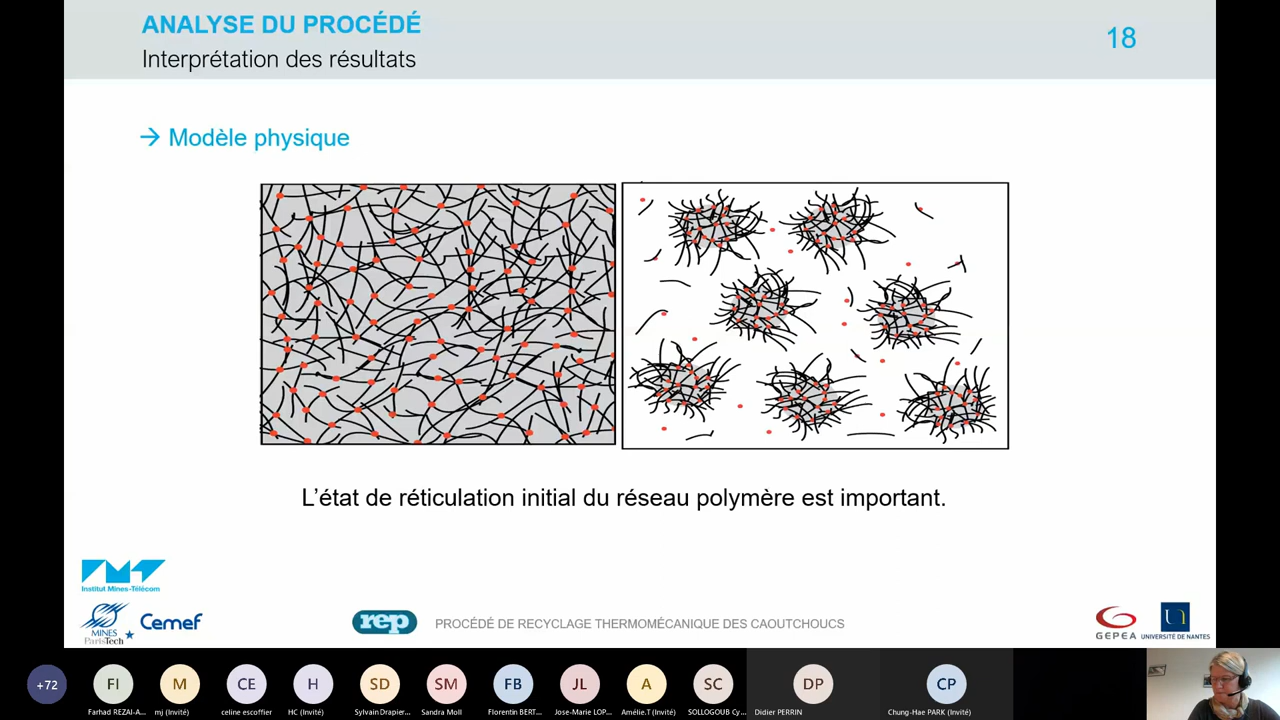 ANALYSE DU PROCÉDÉ
18
Interprétation des résultats
→ Modèle physique
L’état de réticulation initial du réseau polymère est important.
Institut Mines-Télécom
MINES
ParisTech
Cemef
rep
PROCÉDÉ DE RECYCLAGE THERMOMÉCANIQUE DES CAOUTCHOUCS
GEPEA
UNIVERSITÉ DE NANTES
+72
FI
M
CE
H
SD
SM
FB
JL
A
SC
DP
CP
Farhad REZAI-A...
mj (Invité)
celine escoffier
HC (Invité)
Sylvain Drapier...
Sandra Moll
Florentin BERT...
Jose-Marie LOP...
Amélie.T (Invité)
SOLLOGOUB Cy...
Didier PERRIN
Chung-Hae PARK (Invité)